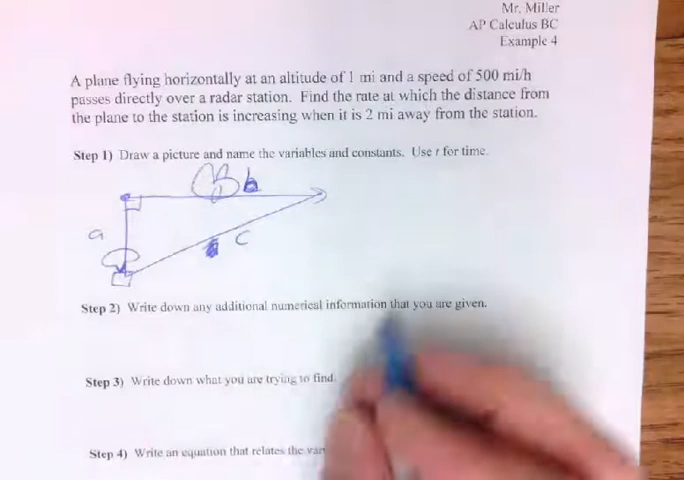 Mr. Miller
AP Calculus BC
Example 4
A plane flying horizontally at an altitude of 1 mi and a speed of 500 mi/h
passes directly over a radar station. Find the rate at which the distance from
the plane to the station is increasing when it is 2 mi away from the station.
Step 1) Draw a picture and name the variables and constants. Use t for time.
b
a
c
Step 2) Write down any additional numerical information that you are given.
Step 3) Write down what you are trying to find.
Step 4) Write an equation that relates the